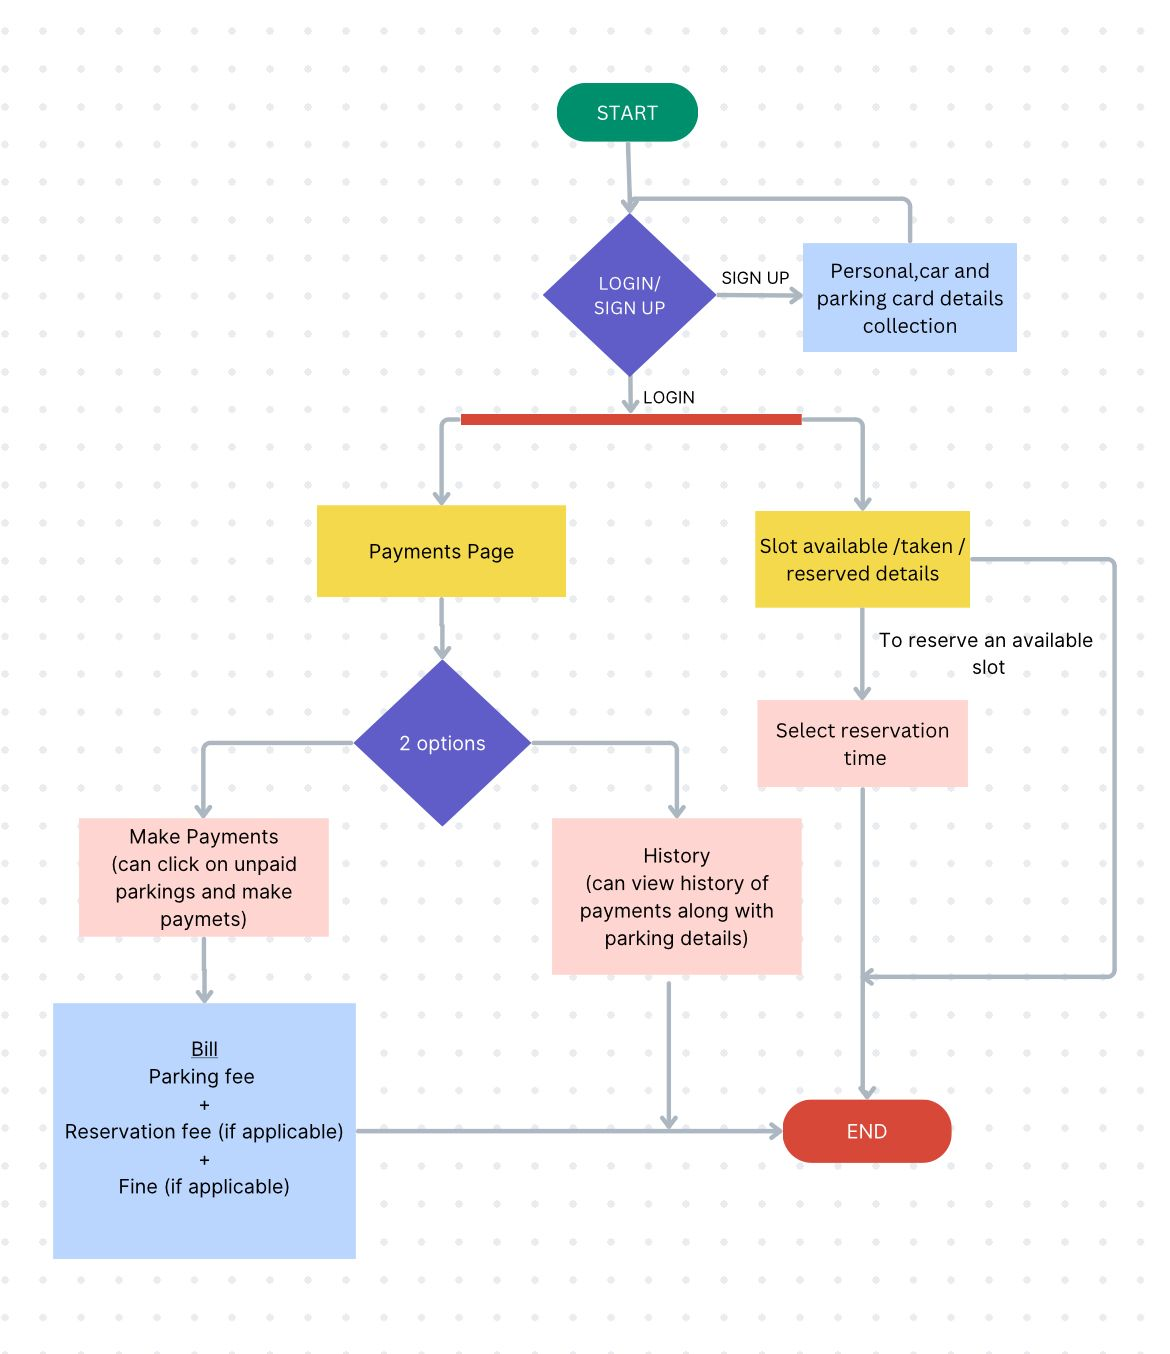 START
LOGIN/
SIGN UP
SIGN UP
Personal,car and
parking card details
collection
LOGIN
Payments Page
Slot available /taken /
reserved details
To reserve an available
slot
2 options
Select reservation
time
Make Payments
(can click on unpaid
parkings and make
paymets)
History
(can view history of
payments along with
parking details)
Bill
Parking fee
+
Reservation fee (if applicable)
+
Fine (if applicable)
END